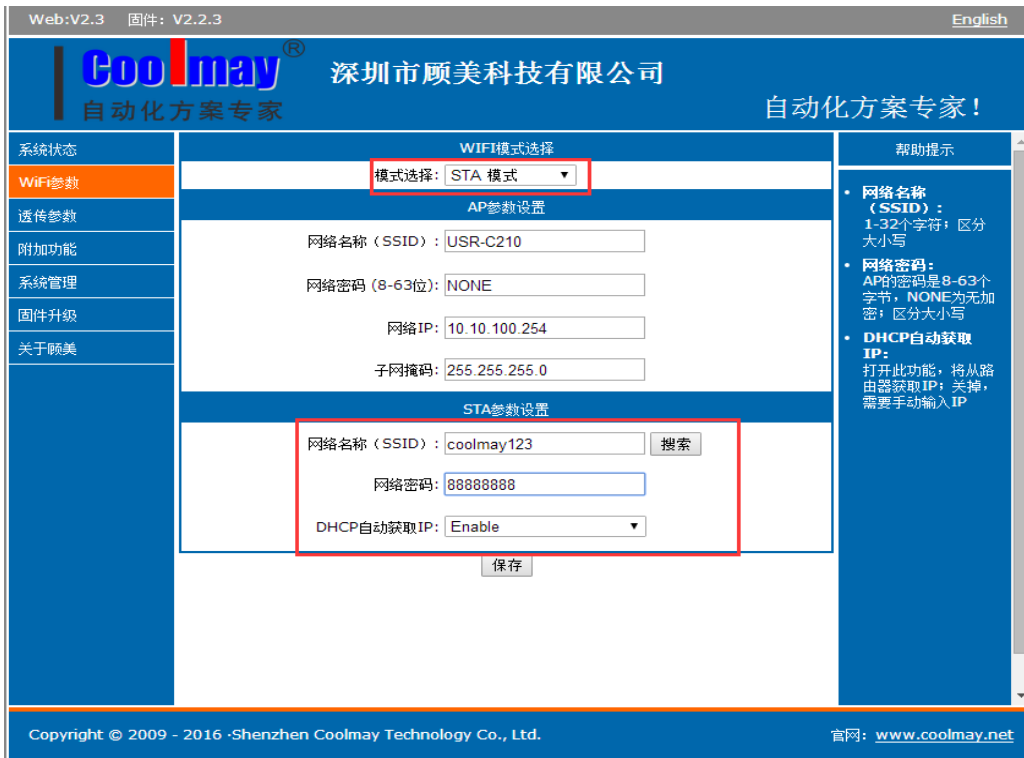 Web:V2.3 固件: V2.2.3 English
Coolmay® 深圳市顾美科技有限公司
自动化方案专家 自动化方案专家!
系统状态
WiFi参数
透传参数
附加功能
系统管理
固件升级
关于顾美
WIFI模式选择
模式选择: STA 模式
AP参数设置
网络名称(SSID): USR-C210
网络密码 (8-63位): NONE
网络IP: 10.10.100.254
子网掩码: 255.255.255.0
STA参数设置
网络名称(SSID): coolmay123 搜索
网络密码: 88888888
DHCP自动获取IP: Enable
保存
帮助提示
• 网络名称
(SSID):
1-32个字符; 区分
大小写
• 网络密码:
AP的密码是8-63个
字节, NONE为无加
密; 区分大小写
• DHCP自动获取
IP:
打开此功能, 将从路
由器获取IP; 关掉,
需要手动输入IP
Copyright © 2009 - 2016 ·Shenzhen Coolmay Technology Co., Ltd. 官网: www.coolmay.net